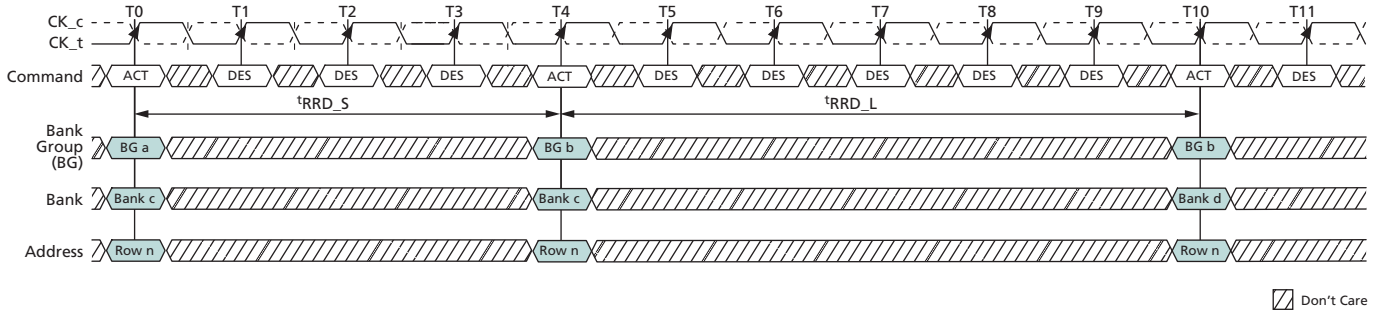 T0 T1 T2 T3 T4 T5 T6 T7 T8 T9 T10 T11
CK_c
CK_t
Command ACT DES DES DES ACT DES DES DES DES DES ACT DES
tRRD_S tRRD_L
Bank
Group
(BG)
BG a BG b BG b
Bank Bank c Bank c Bank d
Address Row n Row n Row n
Don't Care